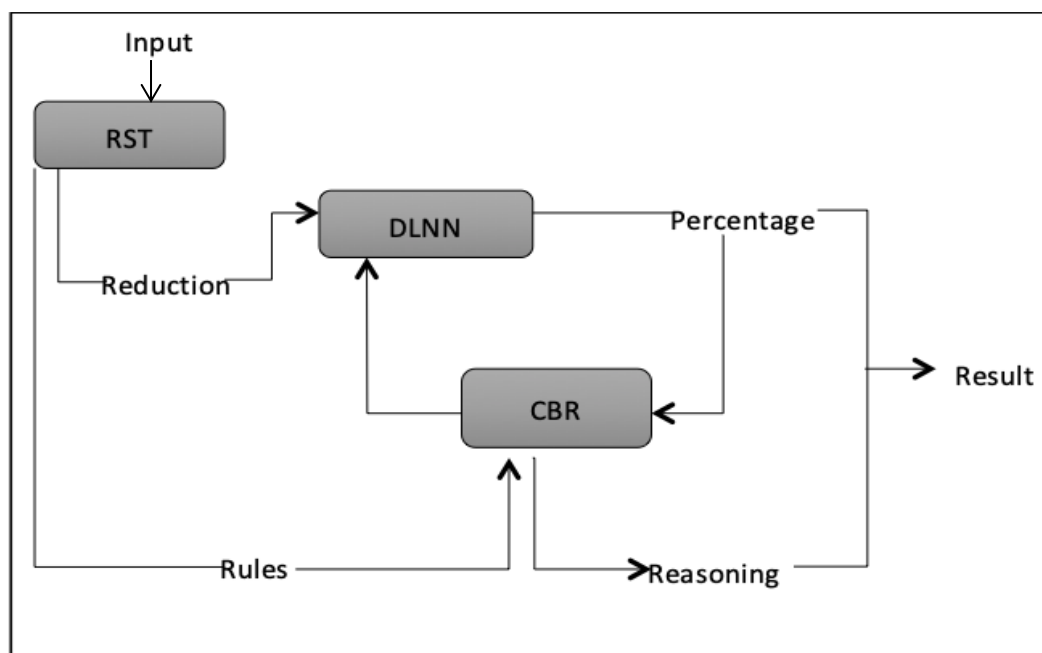 Input
RST
DLNN
Percentage
Reduction
Result
CBR
Rules
Reasoning